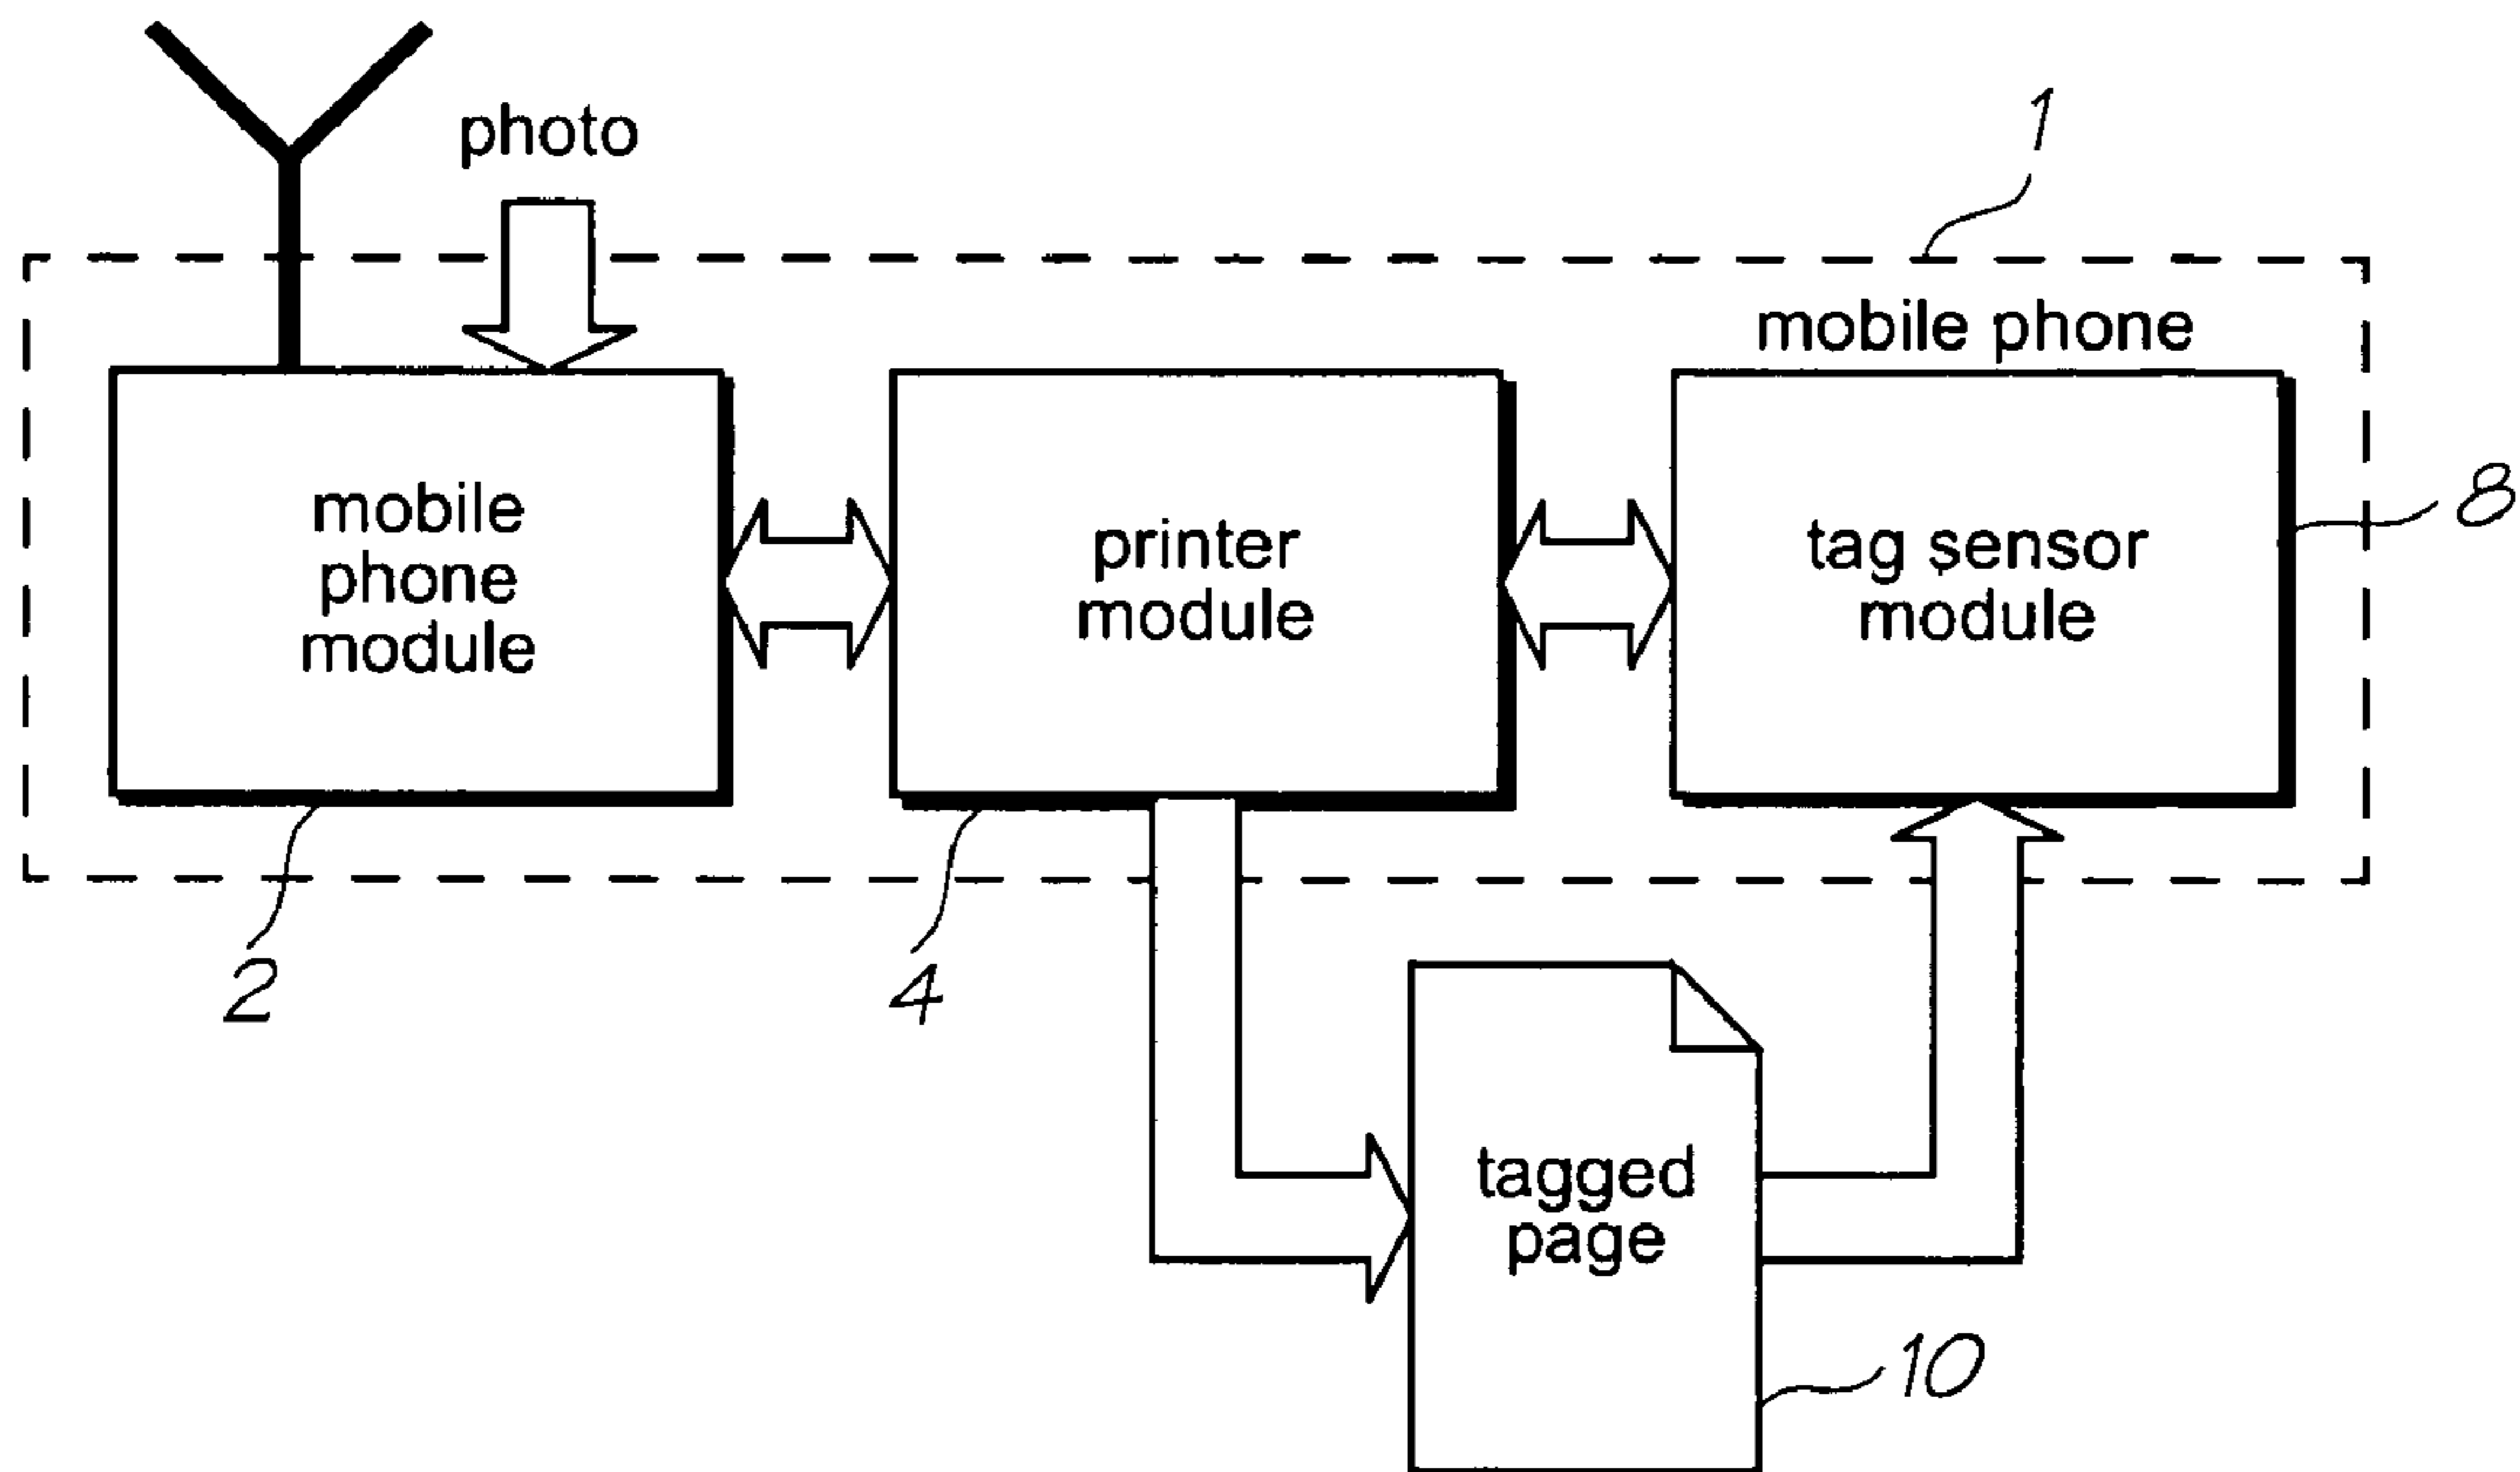 photo
1
mobile phone
mobile
phone
module
printer
module
tag sensor
module
8
2
4
tagged
page
10